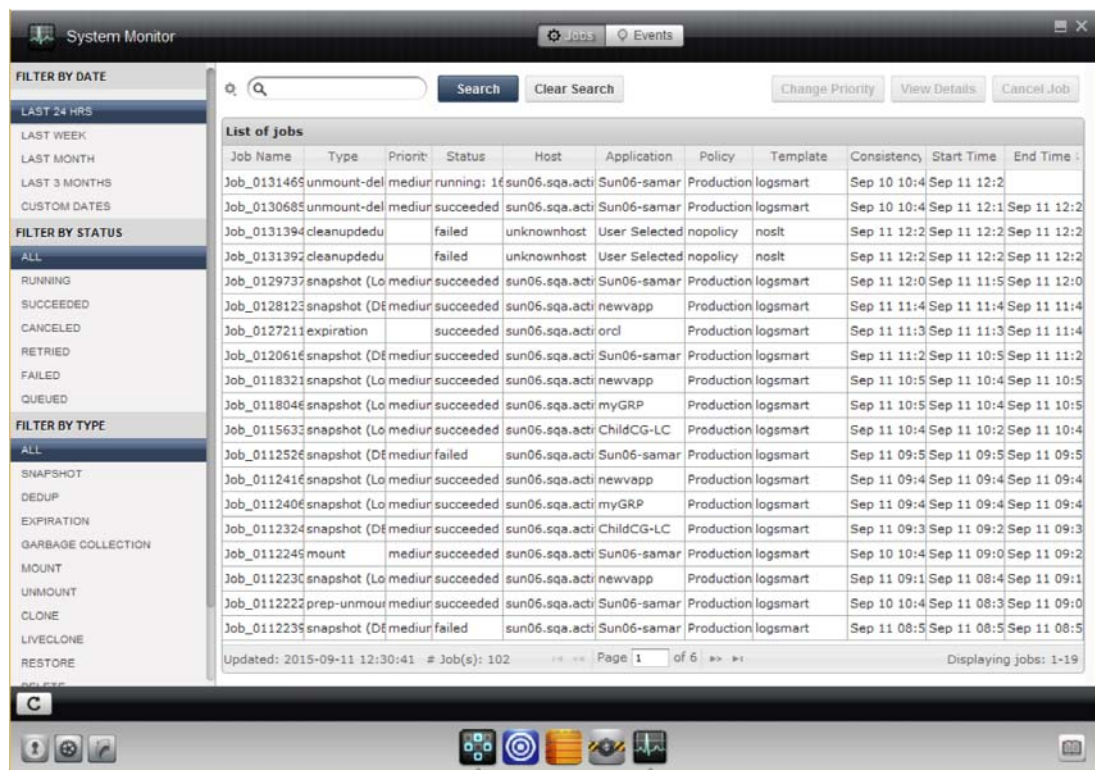 System Monitor
Jobs
Events
FILTER BY DATE
LAST 24 HRS
LAST WEEK
LAST MONTH
LAST 3 MONTHS
CUSTOM DATES
FILTER BY STATUS
ALL
RUNNING
SUCCEEDED
CANCELED
RETRIED
FAILED
QUEUED
FILTER BY TYPE
ALL
SNAPSHOT
DEDUP
EXPIRATION
GARBAGE COLLECTION
MOUNT
UNMOUNT
CLONE
LIVECLONE
RESTORE
Search Clear Search Change Priority View Details Cancel Job
List of jobs
Job Name Type Priorit Status Host Application Policy Template Consistency Start Time End Time
Job_0131469 unmount-del mediur running: 16 sun06.sqa.acti Sun06-samar Production logsmart Sep 10 10:4 Sep 11 12:2
Job_0130685 unmount-del mediur succeeded sun06.sqa.acti Sun06-samar Production logsmart Sep 10 10:4 Sep 11 12:1 Sep 11 12:2
Job_0131394 cleanupdedu failed unknownhost User Selected nopolicy noslt Sep 11 12:2 Sep 11 12:2 Sep 11 12:2
Job_0131392 cleanupdedu failed unknownhost User Selected nopolicy noslt Sep 11 12:2 Sep 11 12:2 Sep 11 12:2
Job_0129737 snapshot (Lo mediur succeeded sun06.sqa.acti Sun06-samar Production logsmart Sep 11 12:0 Sep 11 11:5 Sep 11 12:0
Job_0128123 snapshot (DE mediur succeeded sun06.sqa.acti newvapp Production logsmart Sep 11 11:4 Sep 11 11:4 Sep 11 11:4
Job_0127211 expiration succeeded sun06.sqa.acti orcl Production logsmart Sep 11 11:3 Sep 11 11:3 Sep 11 11:4
Job_0120616 snapshot (DE mediur succeeded sun06.sqa.acti Sun06-samar Production logsmart Sep 11 11:2 Sep 11 10:5 Sep 11 11:2
Job_0118321 snapshot (Lo mediur succeeded sun06.sqa.acti newvapp Production logsmart Sep 11 10:5 Sep 11 10:4 Sep 11 10:5
Job_0118046 snapshot (Lo mediur succeeded sun06.sqa.acti myGRP Production logsmart Sep 11 10:5 Sep 11 10:4 Sep 11 10:5
Job_0115633 snapshot (Lo mediur succeeded sun06.sqa.acti ChildCG-LC Production logsmart Sep 11 10:4 Sep 11 10:2 Sep 11 10:4
Job_0112526 snapshot (DE mediur failed sun06.sqa.acti Sun06-samar Production logsmart Sep 11 09:5 Sep 11 09:5 Sep 11 09:5
Job_0112416 snapshot (Lo mediur succeeded sun06.sqa.acti newvapp Production logsmart Sep 11 09:4 Sep 11 09:4 Sep 11 09:4
Job_0112406 snapshot (Lo mediur succeeded sun06.sqa.acti myGRP Production logsmart Sep 11 09:4 Sep 11 09:4 Sep 11 09:4
Job_0112324 snapshot (DE mediur succeeded sun06.sqa.acti ChildCG-LC Production logsmart Sep 11 09:3 Sep 11 09:2 Sep 11 09:3
Job_0112249 mount mediur succeeded sun06.sqa.acti Sun06-samar Production logsmart Sep 10 10:4 Sep 11 09:0 Sep 11 09:2
Job_0112230 snapshot (Lo mediur succeeded sun06.sqa.acti newvapp Production logsmart Sep 11 09:1 Sep 11 08:4 Sep 11 09:1
Job_0112222 prep-unmour mediur succeeded sun06.sqa.acti Sun06-samar Production logsmart Sep 10 10:4 Sep 11 08:3 Sep 11 09:0
Job_0112239 snapshot (DE mediur failed sun06.sqa.acti Sun06-samar Production logsmart Sep 11 08:5 Sep 11 08:5 Sep 11 08:5
Updated: 2015-09-11 12:30:41 # Job(s): 102 Page 1 of 6 Displaying jobs: 1-19